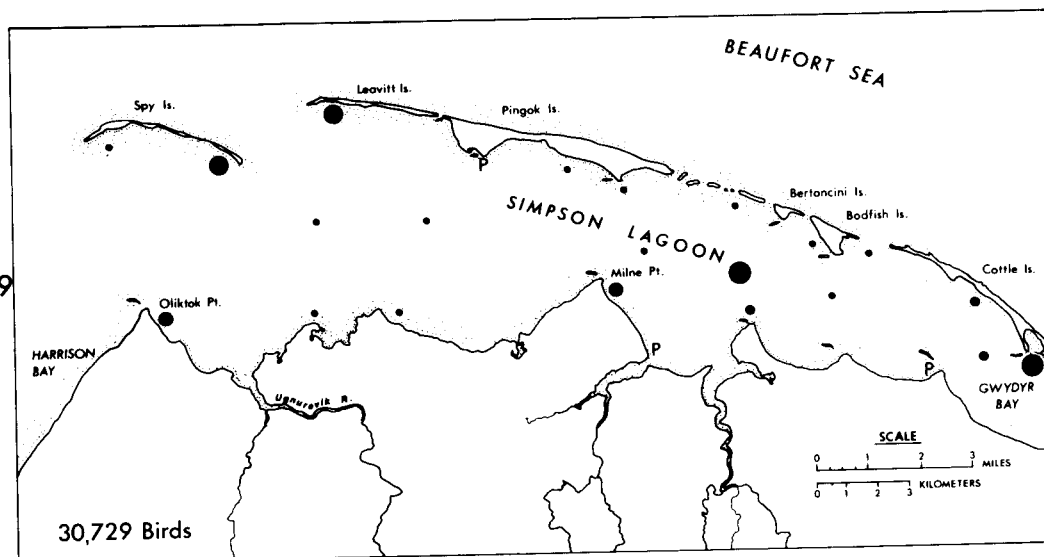 BEAUFORT SEA
Spy Is.
Leavitt Is.
Pingok Is.
P
Bertoncini Is.
Bodfish Is.
SIMPSON LAGOON
Cottle Is.
9
Oliktok Pt.
Milne Pt.
HARRISON
BAY
P
P
GWYDYR
BAY
Ugnuravik R.
SCALE
0 1 2 3
MILES
0 1 2 3 KILOMETERS
30,729 Birds